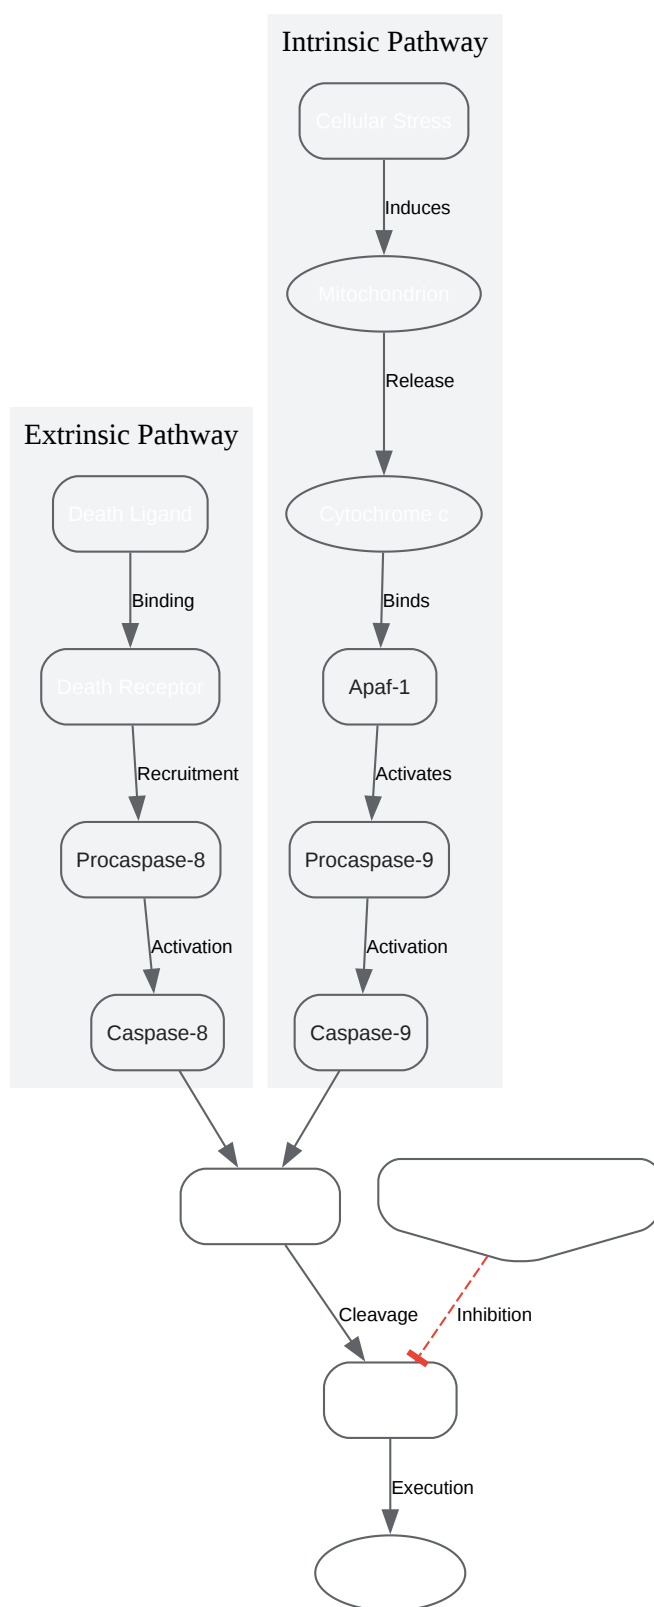 Intrinsic Pathway
Cellular Stress
Induces
Mitochondrion
Release
Extrinsic Pathway
Death Ligand
Cytochrome c
Binding
Binds
Death Receptor
Apaf-1
Recruitment
Activates
Procaspase-8
Procaspase-9
Activation
Activation
Caspase-8
Caspase-9
Cleavage
Inhibition
Execution